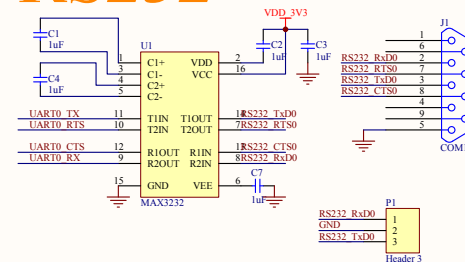 RS232
VDD_3V3
J1
C1
1uF
C2
1uF
C3
1uF
U1
C4
1uF
1 C1+ VDD 2
3 C1- VCC 16
4 C2+
5 C2-
UART0_TX 11 T1IN T1OUT 14 RS232_TxD0
UART0_RTS 10 T2IN T2OUT 7 RS232_RTS0
UART0_CTS 12 R1OUT R1IN 13 RS232_CTS0
UART0_RX 9 R2OUT R2IN 8 RS232_RxD0
15 GND VEE 6
MAX3232
C7
1uF
1
6
RS232_RxD0 2
RS232_RTS0 7
RS232_TxD0 3
RS232_CTS0 8
4
9
5
COM1
P1
RS232_RxD0 1
GND 2
RS232_TxD0 3
Header 3